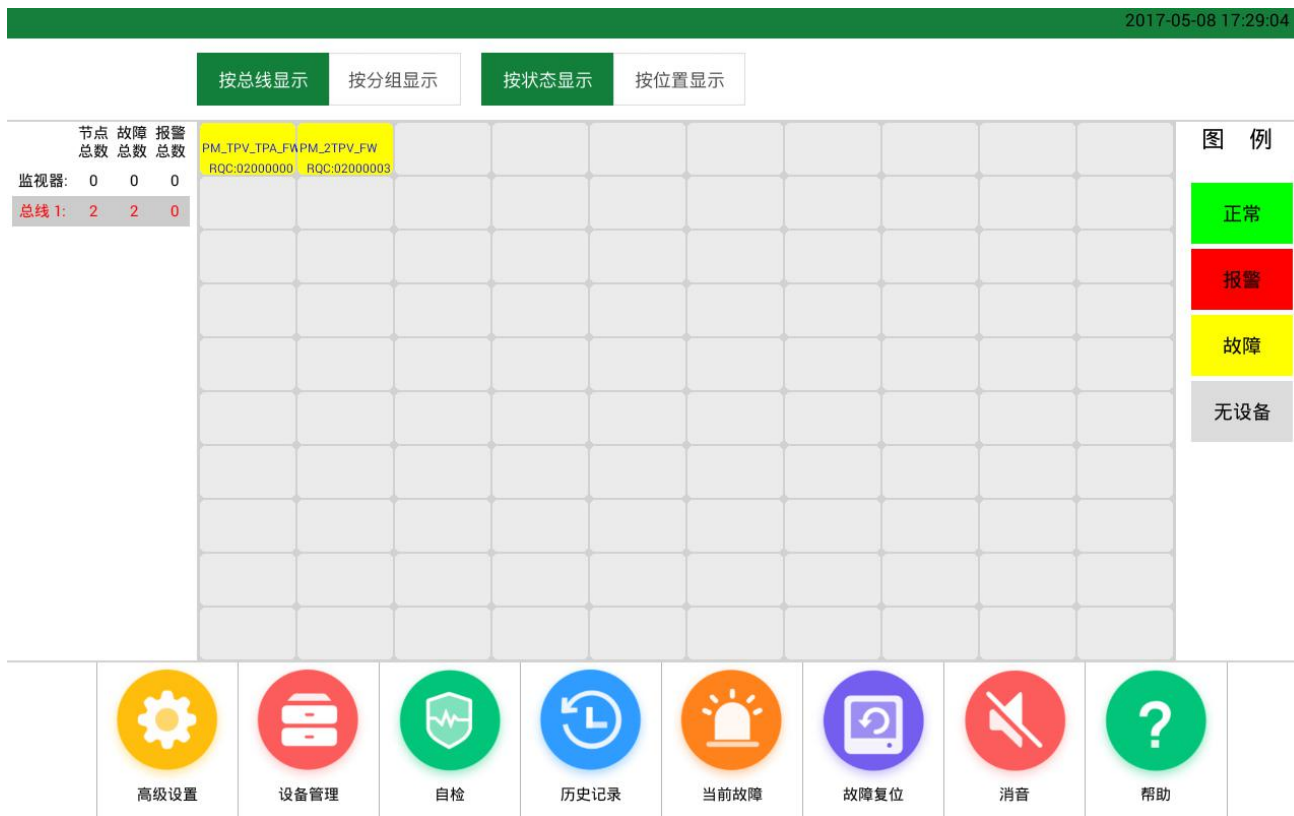 2017-05-08 17:29:04
按总线显示 按分组显示 按状态显示 按位置显示
节点总数 故障总数 报警总数
监视器: 0 0 0
总线 1: 2 2 0
PM_TPV_TPA_FW PM_2TPV_FW
RQC:02000000 RQC:02000003
图 例
正常
报警
故障
无设备
高级设置 设备管理 自检 历史记录 当前故障 故障复位 消音 帮助